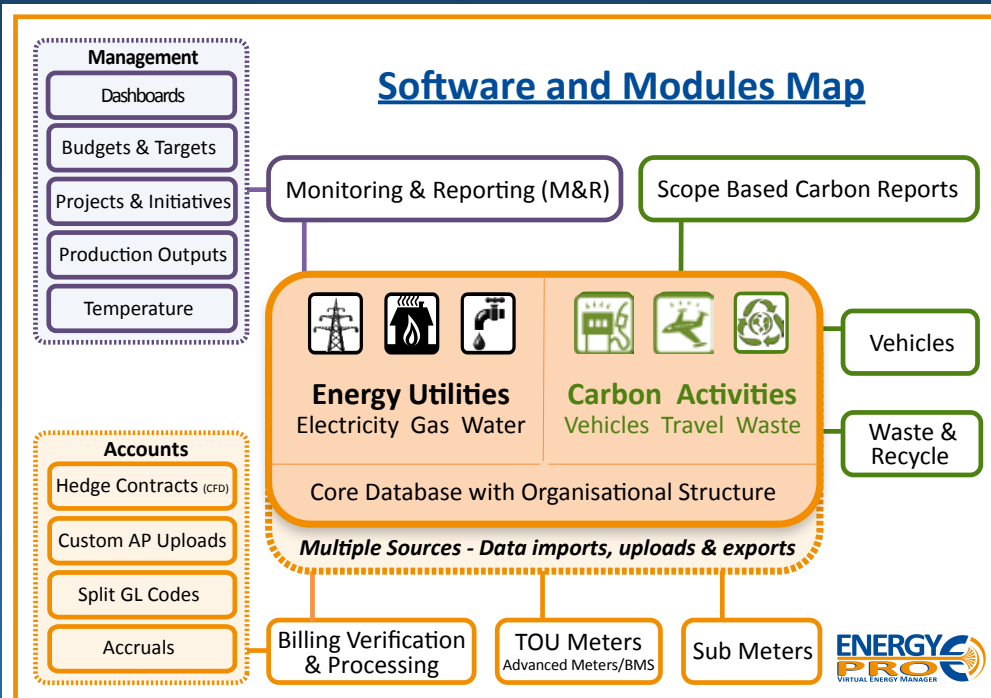 Software and Modules Map
Management
Dashboards
Budgets & Targets
Projects & Initiatives
Production Outputs
Temperature
Monitoring & Reporting (M&R)
Scope Based Carbon Reports
Energy Utilities
Electricity Gas Water
Carbon Activities
Vehicles Travel Waste
Core Database with Organisational Structure
Multiple Sources - Data imports, uploads & exports
Vehicles
Waste &
Recycle
Accounts
Hedge Contracts (CFD)
Custom AP Uploads
Split GL Codes
Accruals
Billing Verification
& Processing
TOU Meters
Advanced Meters/BMS
Sub Meters
ENERGY
PRO
VIRTUAL ENERGY MANAGER